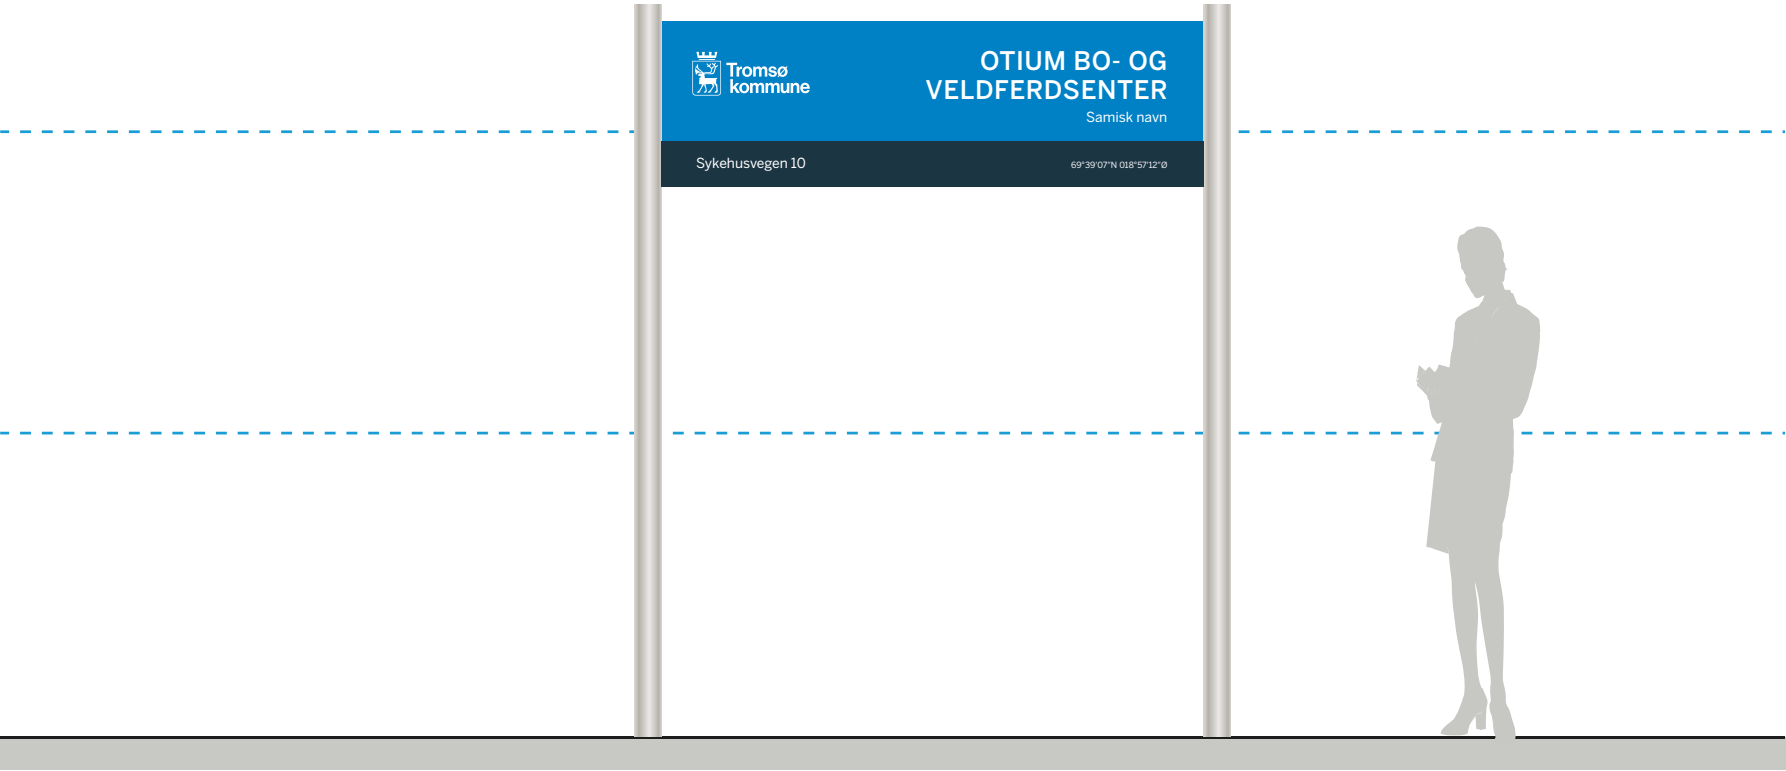 Tromsø
kommune
OTIUM BO- OG
VELDFERDSENTER
Samisk navn
Sykehusvegen 10
69°39'07"N 018°57'12"Ø